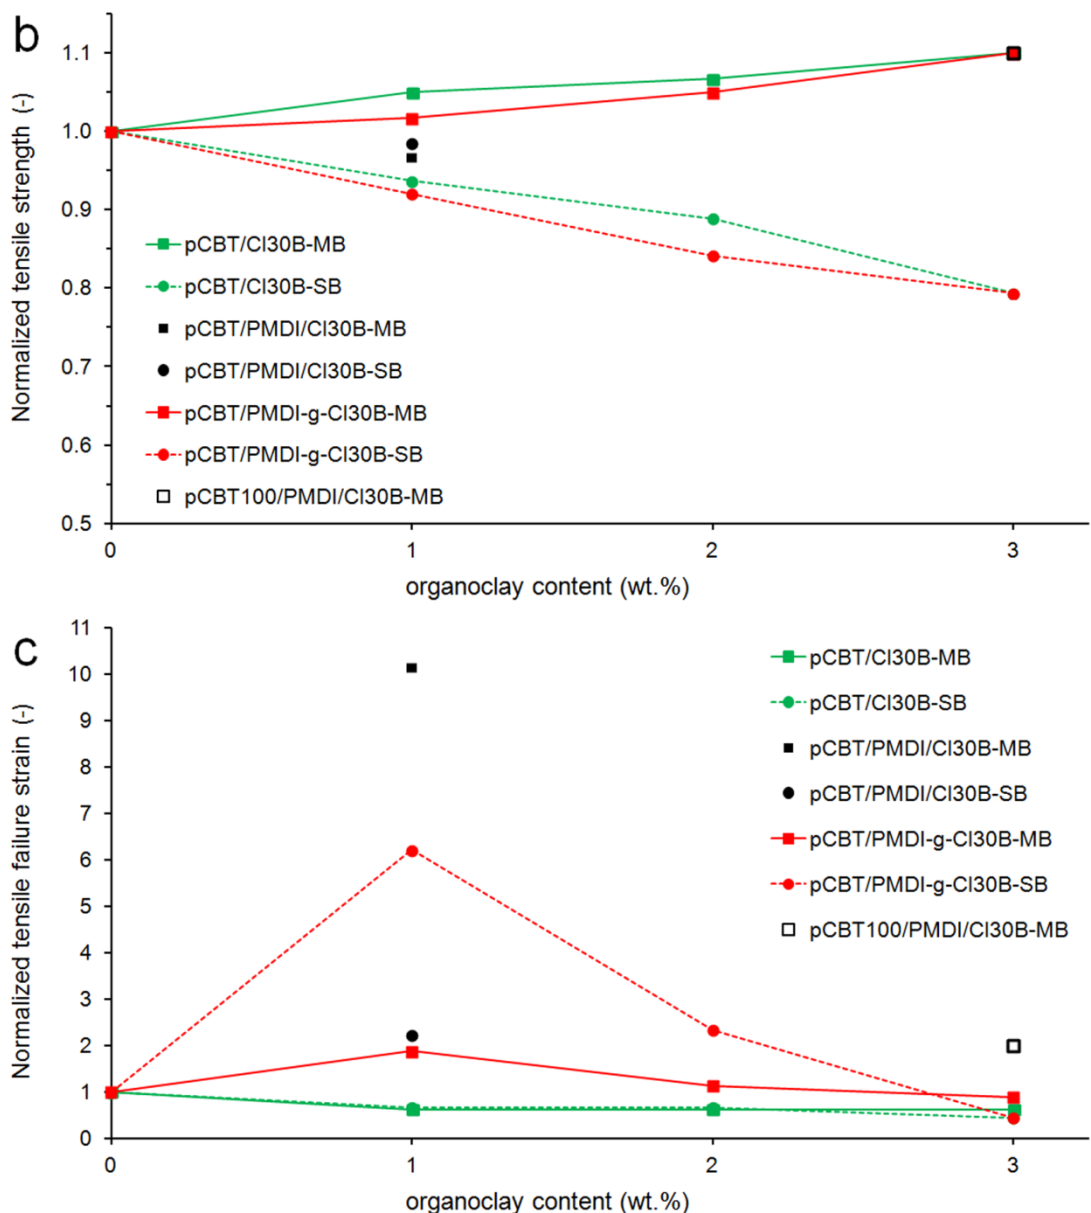 b
Normalized tensile strength (-)
1.1
1.0
0.9
0.8
0.7
0.6
0.5
pCBT/Cl30B-MB
pCBT/Cl30B-SB
pCBT/PMDI/Cl30B-MB
pCBT/PMDI/Cl30B-SB
pCBT/PMDI-g-Cl30B-MB
pCBT/PMDI-g-Cl30B-SB
pCBT100/PMDI/Cl30B-MB
0 1 2 3
organoclay content (wt.%)
c
Normalized tensile failure strain (-)
11
10
9
8
7
6
5
4
3
2
1
0
pCBT/Cl30B-MB
pCBT/Cl30B-SB
pCBT/PMDI/Cl30B-MB
pCBT/PMDI/Cl30B-SB
pCBT/PMDI-g-Cl30B-MB
pCBT/PMDI-g-Cl30B-SB
pCBT100/PMDI/Cl30B-MB
0 1 2 3
organoclay content (wt.%)